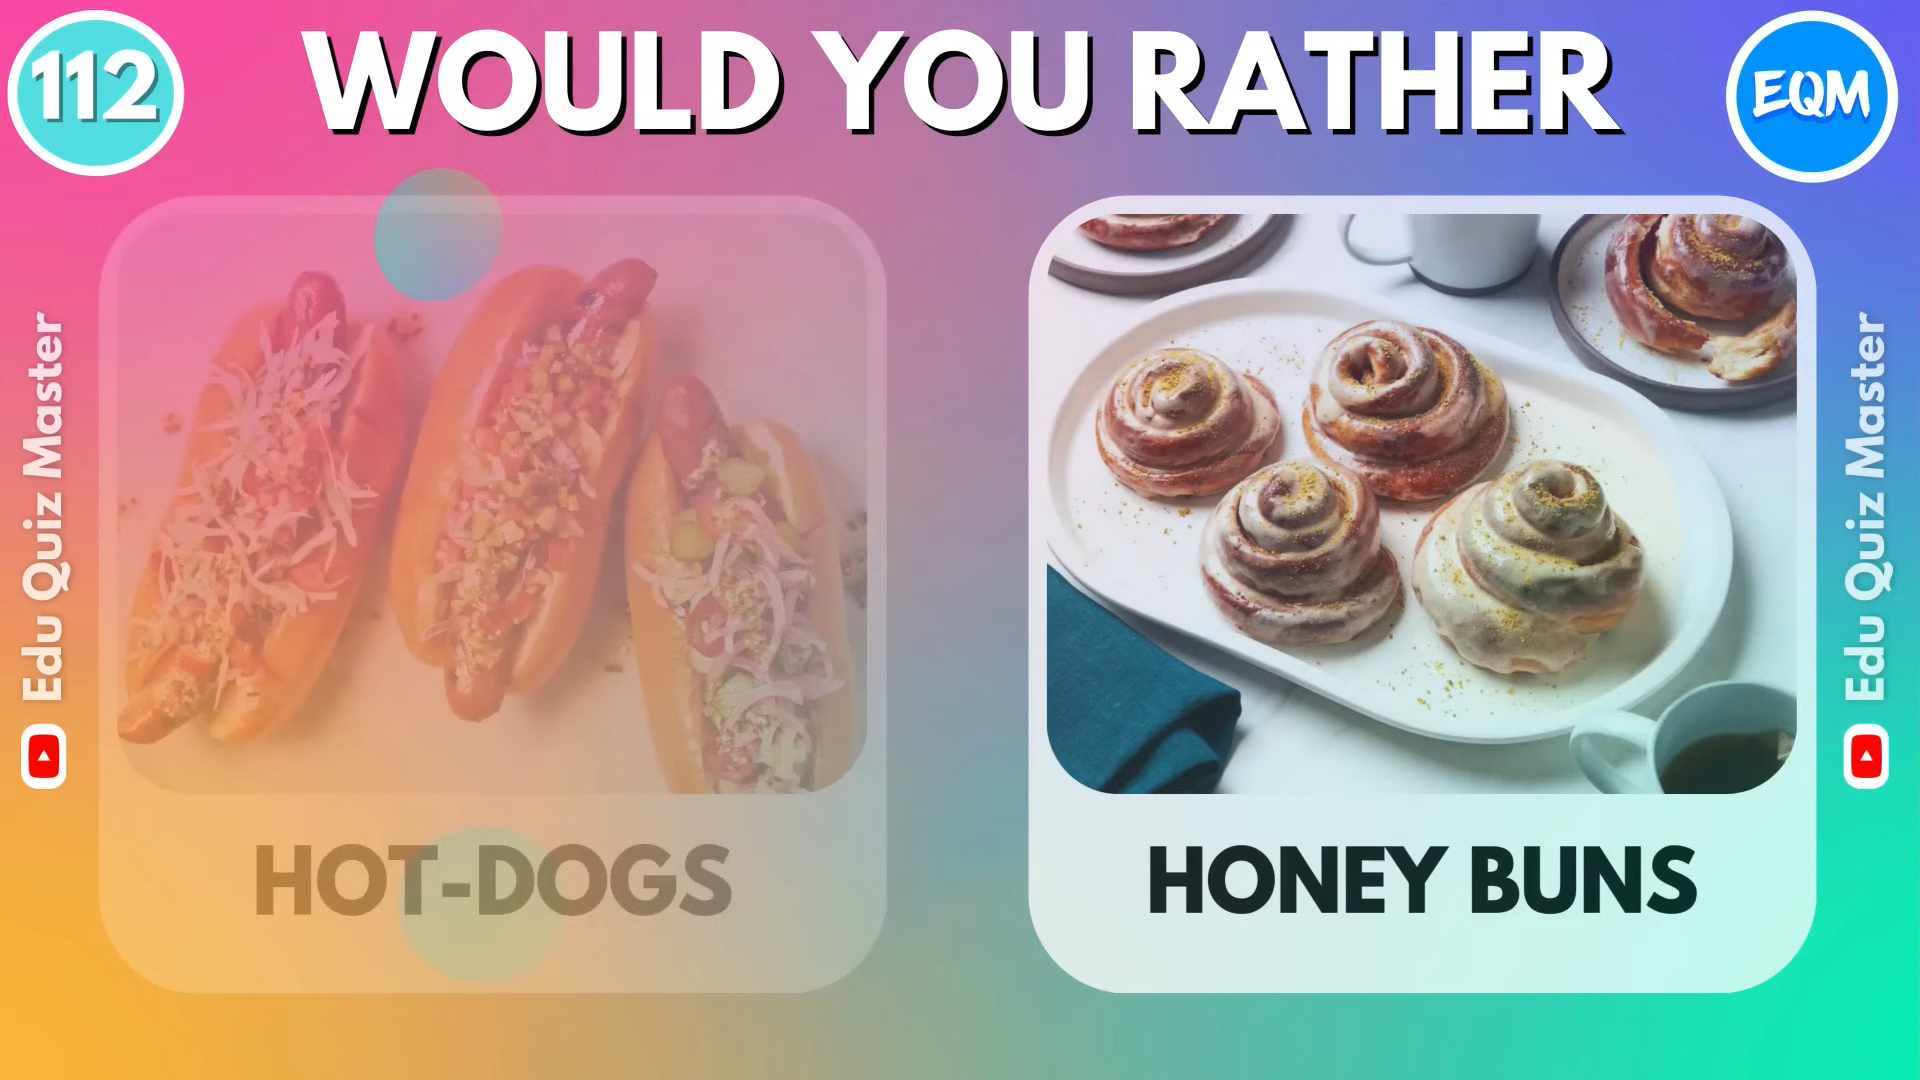 112
WOULD YOU RATHER
EQM
Edu Quiz Master
Edu Quiz Master
HOT-DOGS
HONEY BUNS